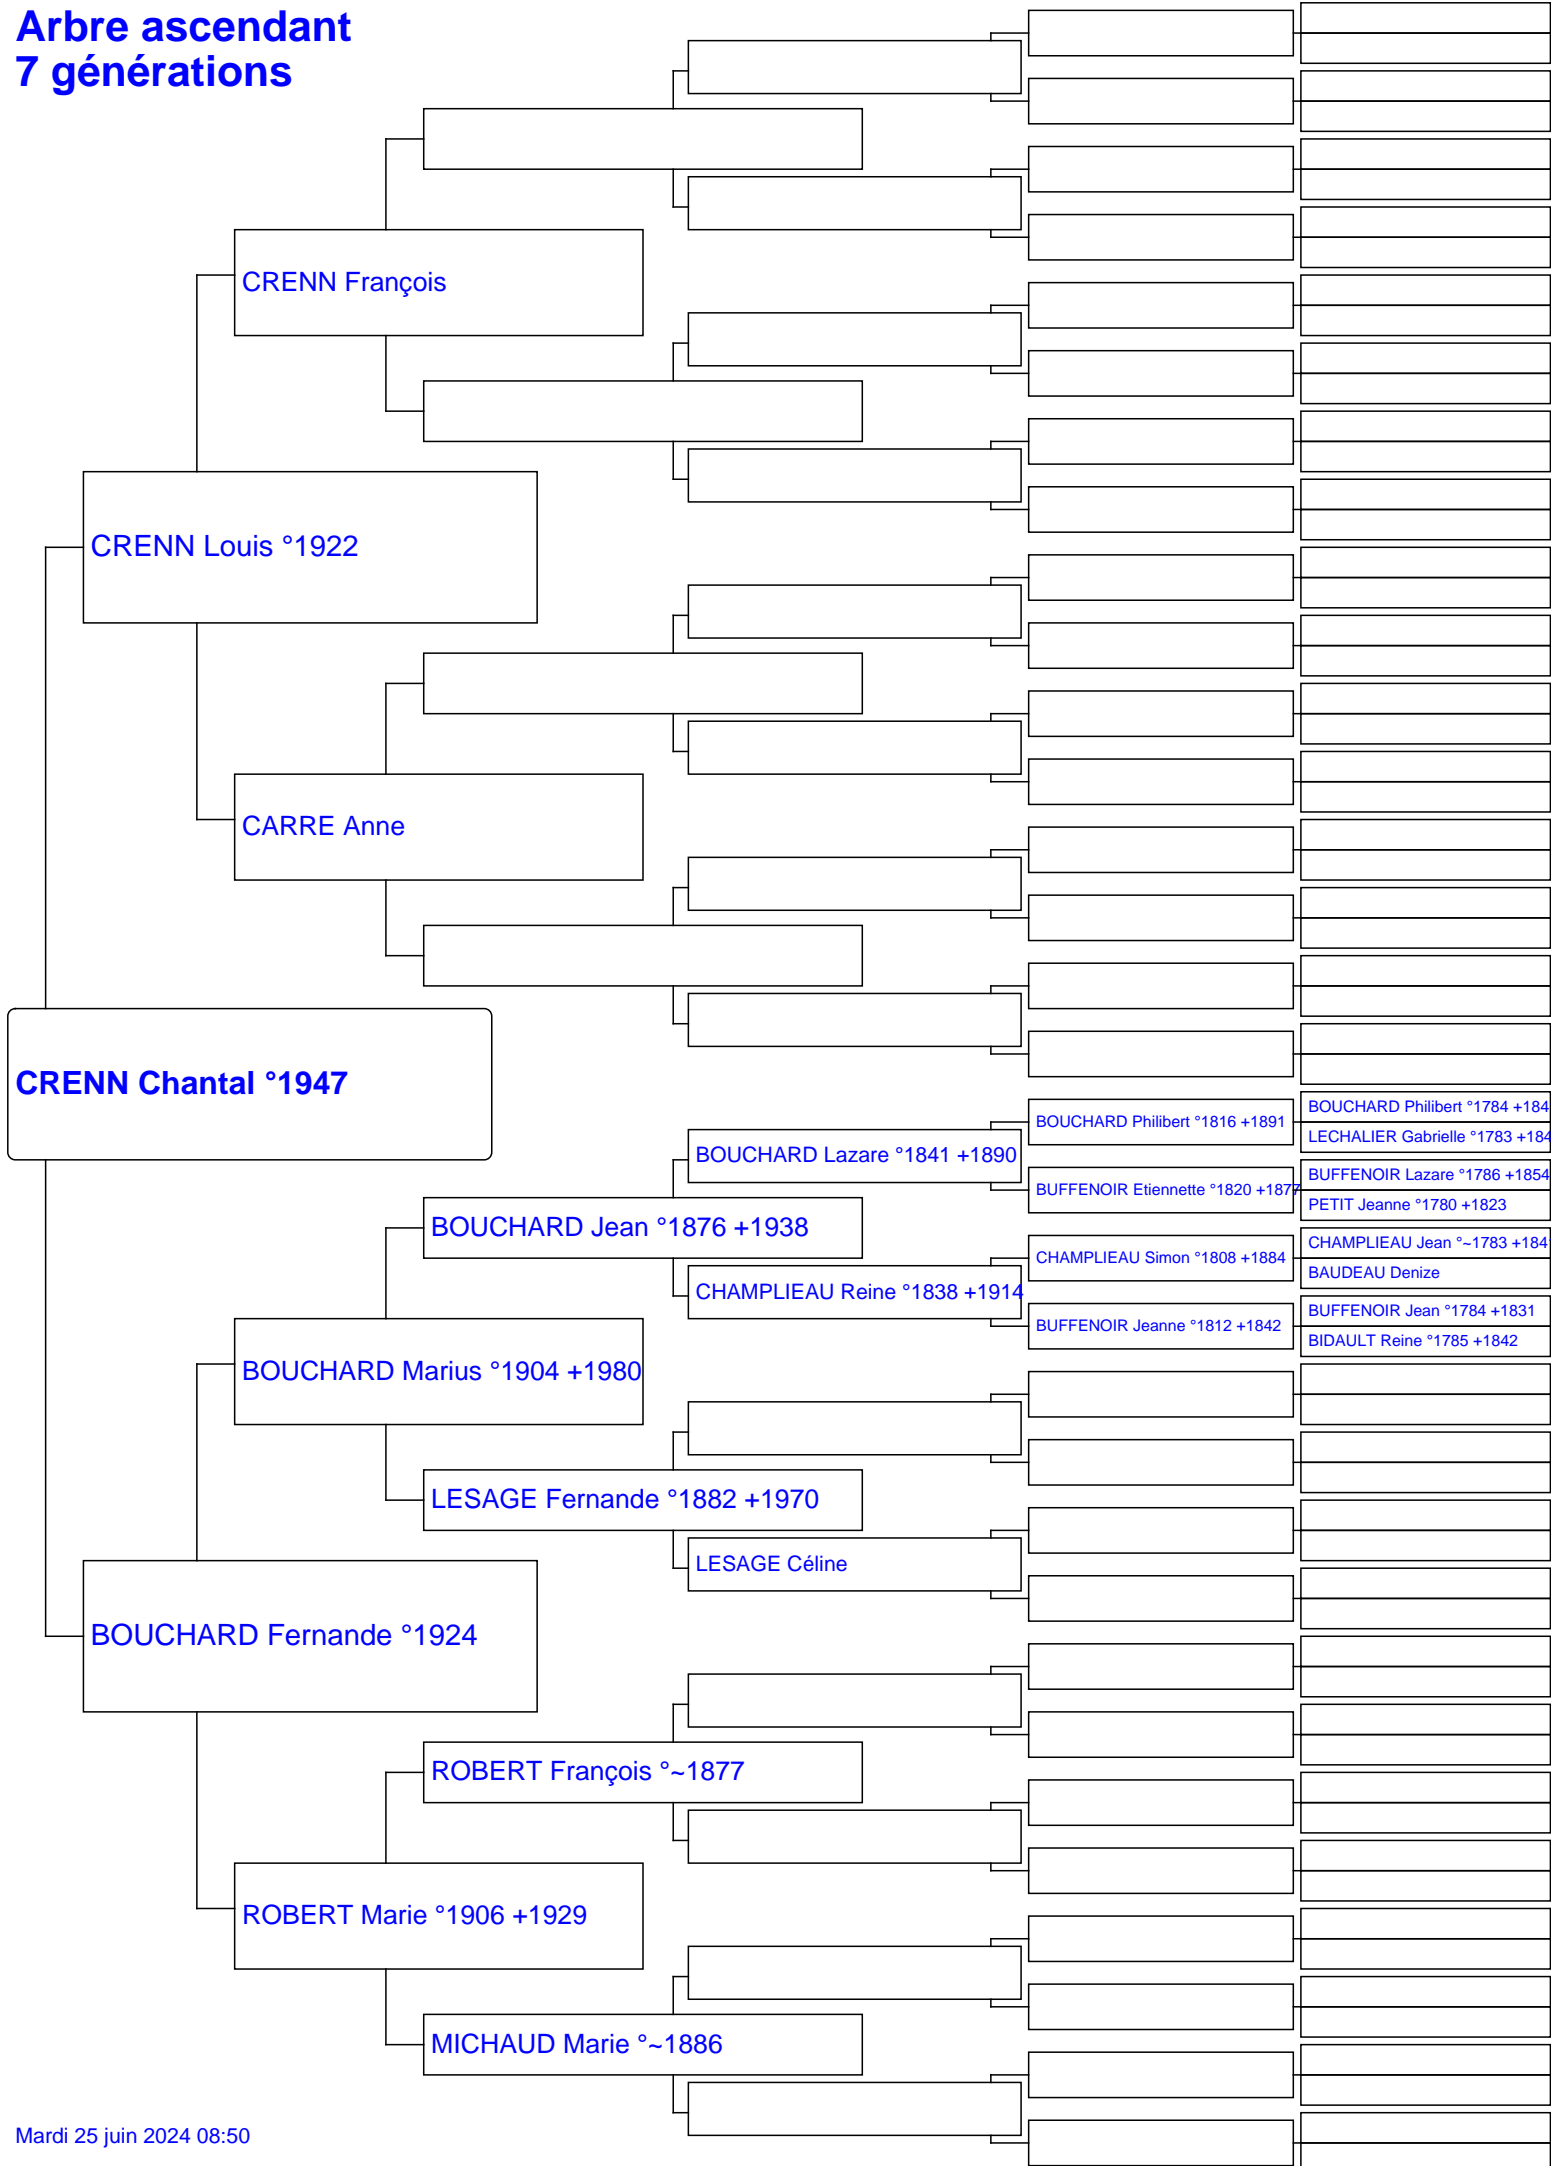 Arbre ascendant
7 générations
CRENN François
CRENN Louis °1922
CARRE Anne
CRENN Chantal °1947
BOUCHARD Philibert °1784 +184
BOUCHARD Philibert °1816 +1891
LECHALIER Gabrielle °1783 +184
BOUCHARD Lazare °1841 +1890
BUFFENOIR Lazare °1786 +1854
BUFFENOIR Etiennette °1820 +1877
PETIT Jeanne °1780 +1823
BOUCHARD Jean °1876 +1938
CHAMPLIEAU Jean °~1783 +184
CHAMPLIEAU Simon °1808 +1884
BAUDEAU Denize
CHAMPLIEAU Reine °1838 +1914
BUFFENOIR Jean °1784 +1831
BUFFENOIR Jeanne °1812 +1842
BIDAULT Reine °1785 +1842
BOUCHARD Marius °1904 +1980
LESAGE Fernande °1882 +1970
LESAGE Céline
BOUCHARD Fernande °1924
ROBERT François °~1877
ROBERT Marie °1906 +1929
MICHAUD Marie °~1886
Mardi 25 juin 2024 08:50